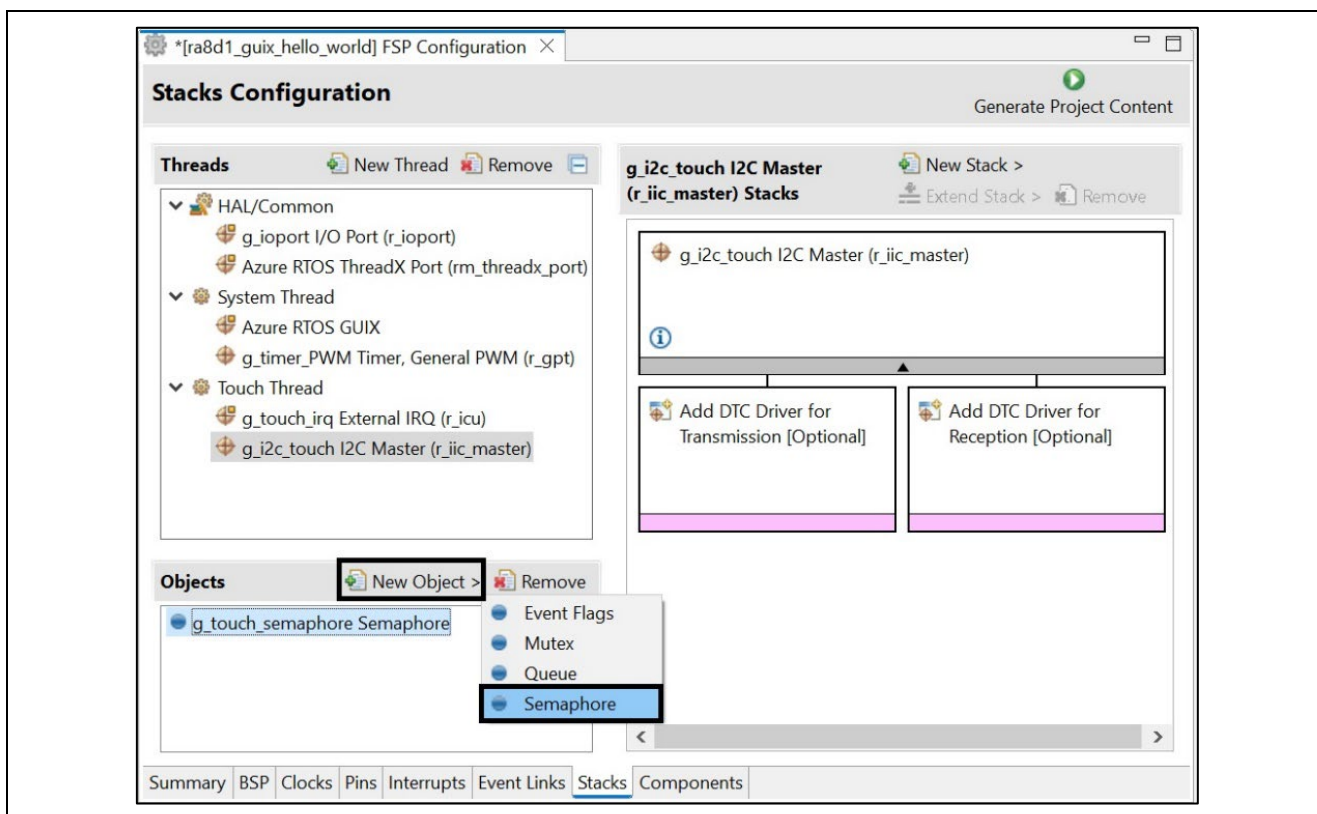 *[ra8d1_guix_hello_world] FSP Configuration
Stacks Configuration
Generate Project Content
Threads
New Thread
Remove
HAL/Common
g_ioport I/O Port (r_ioport)
Azure RTOS ThreadX Port (rm_threadx_port)
System Thread
Azure RTOS GUIX
g_timer_PWM Timer, General PWM (r_gpt)
Touch Thread
g_touch_irq External IRQ (r_icu)
g_i2c_touch I2C Master (r_iic_master)
g_i2c_touch I2C Master
(r_iic_master) Stacks
New Stack >
Extend Stack >
Remove
g_i2c_touch I2C Master (r_iic_master)
Add DTC Driver for
Transmission [Optional]
Add DTC Driver for
Reception [Optional]
Objects
New Object >
Remove
g_touch_semaphore Semaphore
Event Flags
Mutex
Queue
Semaphore
Summary BSP Clocks Pins Interrupts Event Links Stacks Components